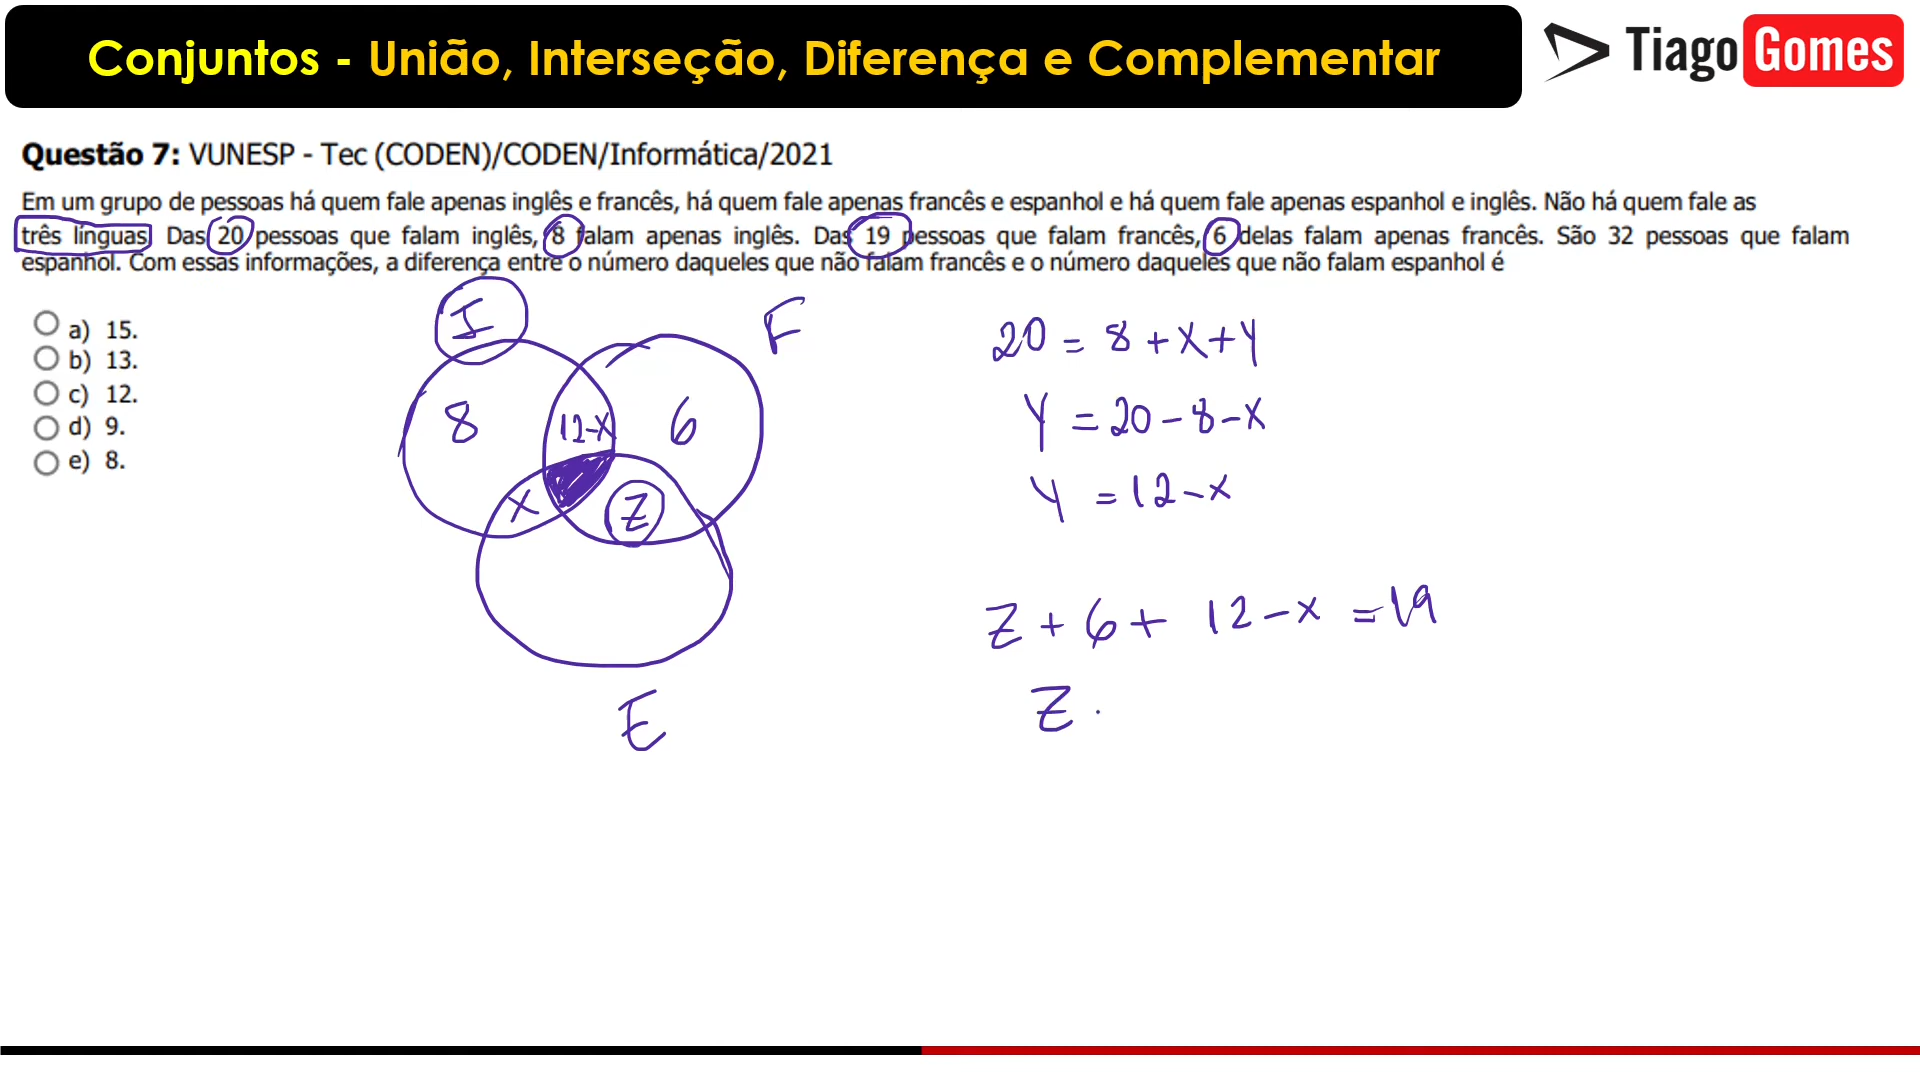 Conjuntos - União, Interseção, Diferença e Complementar
Tiago Gomes
Questão 7: VUNESP - Tec (CODEN)/CODEN/Informática/2021
Em um grupo de pessoas há quem fale apenas inglês e francês, há quem fale apenas francês e espanhol e há quem fale apenas espanhol e inglês. Não há quem fale as
três línguas. Das 20 pessoas que falam inglês, 8 falam apenas inglês. Das 19 pessoas que falam francês, 6 delas falam apenas francês. São 32 pessoas que falam
espanhol. Com essas informações, a diferença entre o número daqueles que não falam francês e o número daqueles que não falam espanhol é
a) 15.
b) 13.
c) 12.
d) 9.
e) 8.
I
F
8
12-X
6
X
Z
E
20 = 8 + X + Y
Y = 20 - 8 - X
Y = 12 - X
Z + 6 + 12 - X = 19
Z